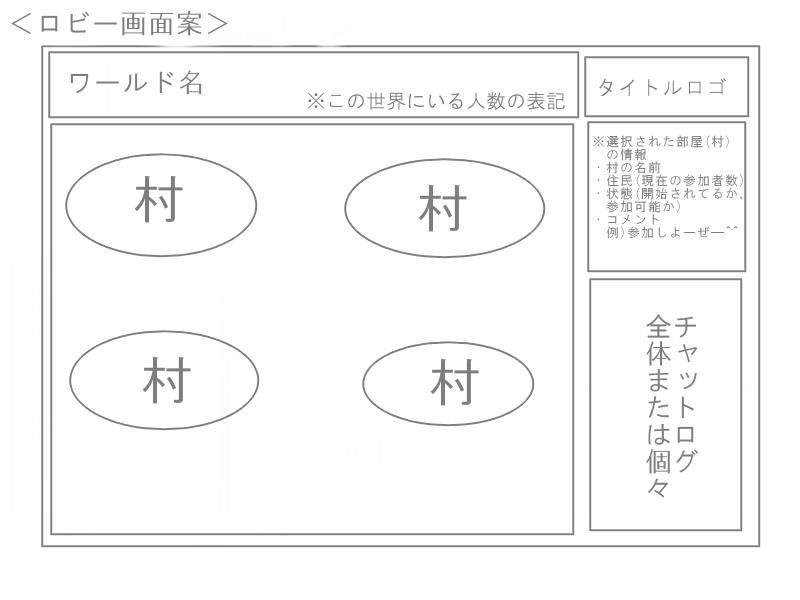 ＜ロビー画面案＞
ワールド名
※この世界にいる人数の表記
タイトルロゴ
※選択された部屋(村)
の情報
・村の名前
・住民(現在の参加者数)
・状態(開始されてるか、
参加可能か)
・コメント
例)参加しよーぜ―^^
村
村
村
村
チャットログ
全体または個々